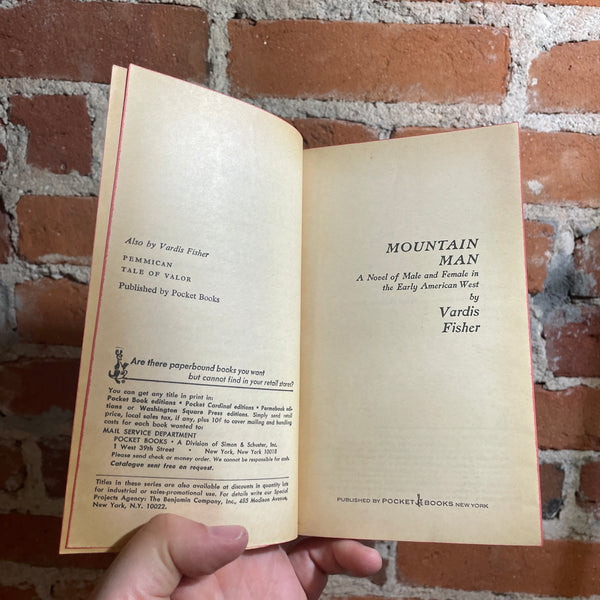 Also by Vardis Fisher
PEMMICAN
TALE OF VALOR
Published by Pocket Books
Are there paperbound books you want
but cannot find in your retail stores?
You can get any title in print in:
Pocket Book editions • Pocket Cardinal editions • Permabook edi-
tions or Washington Square Press editions. Simply send retail
price, local sales tax, if any, plus 10¢ to cover mailing and handling
costs for each book wanted to:
MAIL SERVICE DEPARTMENT
POCKET BOOKS • A Division of Simon & Schuster, Inc.
1 West 39th Street • New York, New York 10018
Please send check or money order. We cannot be responsible for cash.
Catalogue sent free on request.
Titles in these series are also available at discounts in quantity lots
for industrial or sales-promotional use. For details write our Special
Projects Agency: The Benjamin Company, Inc., 485 Madison Avenue,
New York, N.Y. 10022.
MOUNTAIN
MAN
A Novel of Male and Female in
the Early American West
by
Vardis
Fisher
PUBLISHED BY POCKET BOOKS NEW YORK